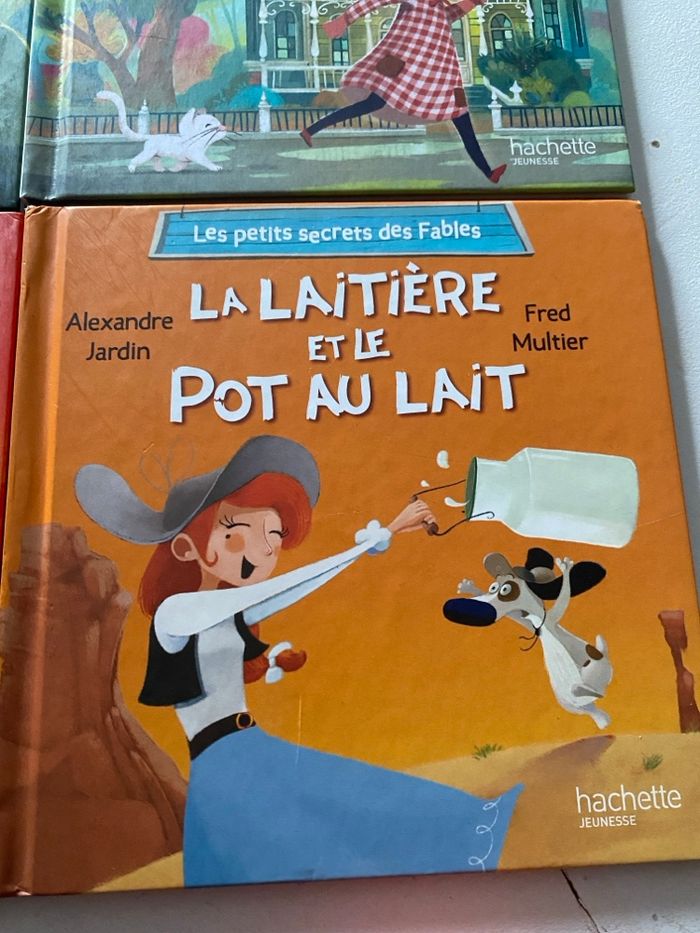 hachette
JEUNESSE
Les petits secrets des Fables
LA LAITIÈRE
ET LE
POT AU LAIT
Alexandre
Jardin
Fred
Multier
hachette
JEUNESSE